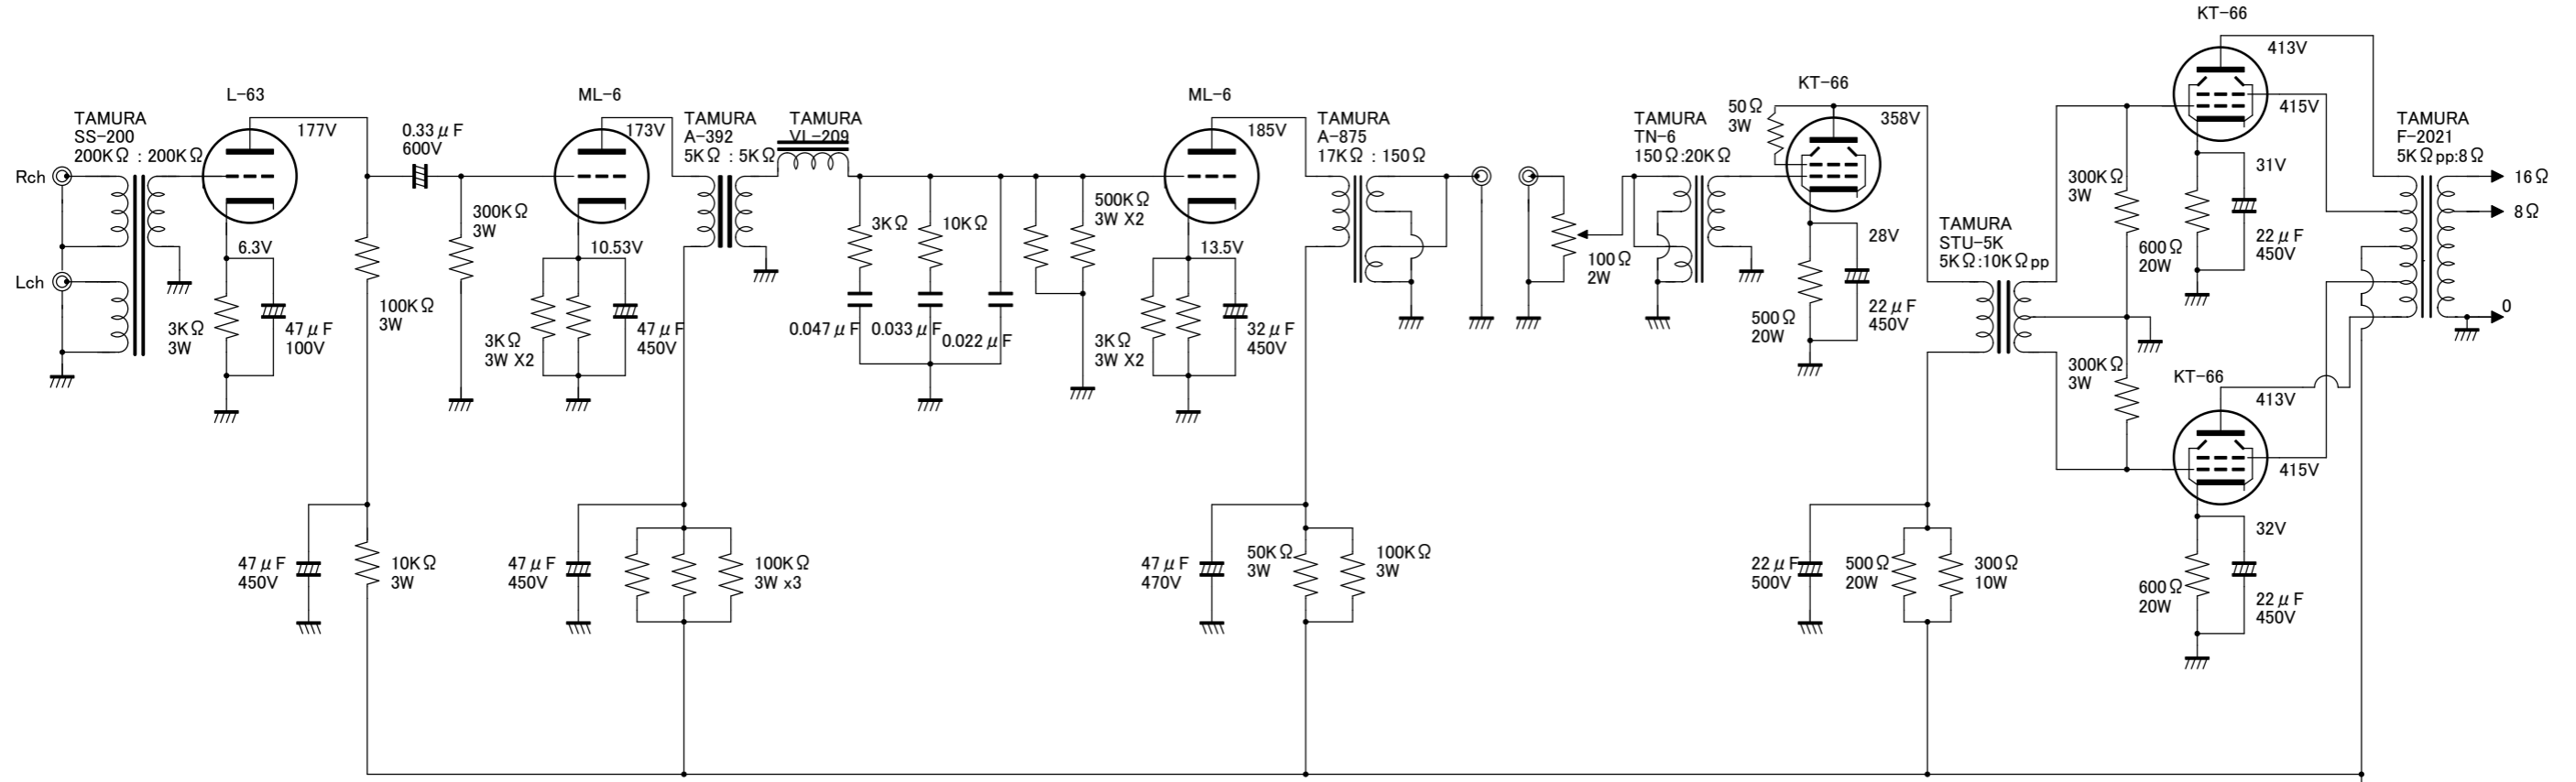 TAMURA
SS-200
200KΩ : 200KΩ
L-63
177V
Rch
Lch
6.3V
3KΩ
3W
47μF
100V
100KΩ
3W
47μF
450V
10KΩ
3W
0.33μF
600V
300KΩ
3W
ML-6
173V
10.53V
3KΩ
3W X2
47μF
450V
47μF
450V
100KΩ
3W x3
TAMURA
A-392
5KΩ : 5KΩ
TAMURA
VL-209
3KΩ
10KΩ
0.047μF
0.033μF
0.022μF
500KΩ
3W X2
ML-6
185V
13.5V
3KΩ
3W X2
32μF
450V
47μF
470V
50KΩ
3W
100KΩ
3W
TAMURA
A-875
17KΩ : 150Ω
100Ω
2W
TAMURA
TN-6
150Ω:20KΩ
50Ω
3W
KT-66
358V
28V
500Ω
20W
22μF
450V
22μF
500V
500Ω
20W
300Ω
10W
TAMURA
STU-5K
5KΩ:10KΩpp
300KΩ
3W
300KΩ
3W
KT-66
413V
415V
31V
600Ω
20W
22μF
450V
KT-66
413V
415V
32V
600Ω
20W
22μF
450V
TAMURA
F-2021
5KΩpp:8Ω
16Ω
8Ω
0